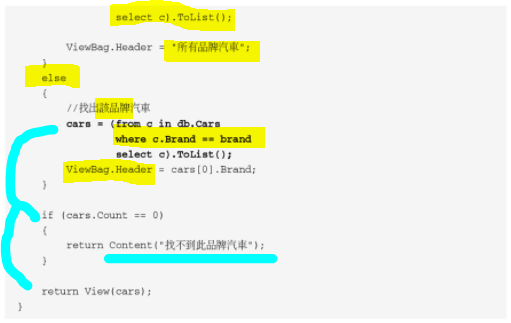 select c).ToList();
ViewBag.Header = "所有品牌汽車";
}
else
{
//找出該品牌汽車
cars = (from c in db.Cars
where c.Brand == brand
select c).ToList();
ViewBag.Header = cars[0].Brand;
}
if (cars.Count == 0)
{
return Content("找不到此品牌汽車");
}
return View(cars);
}